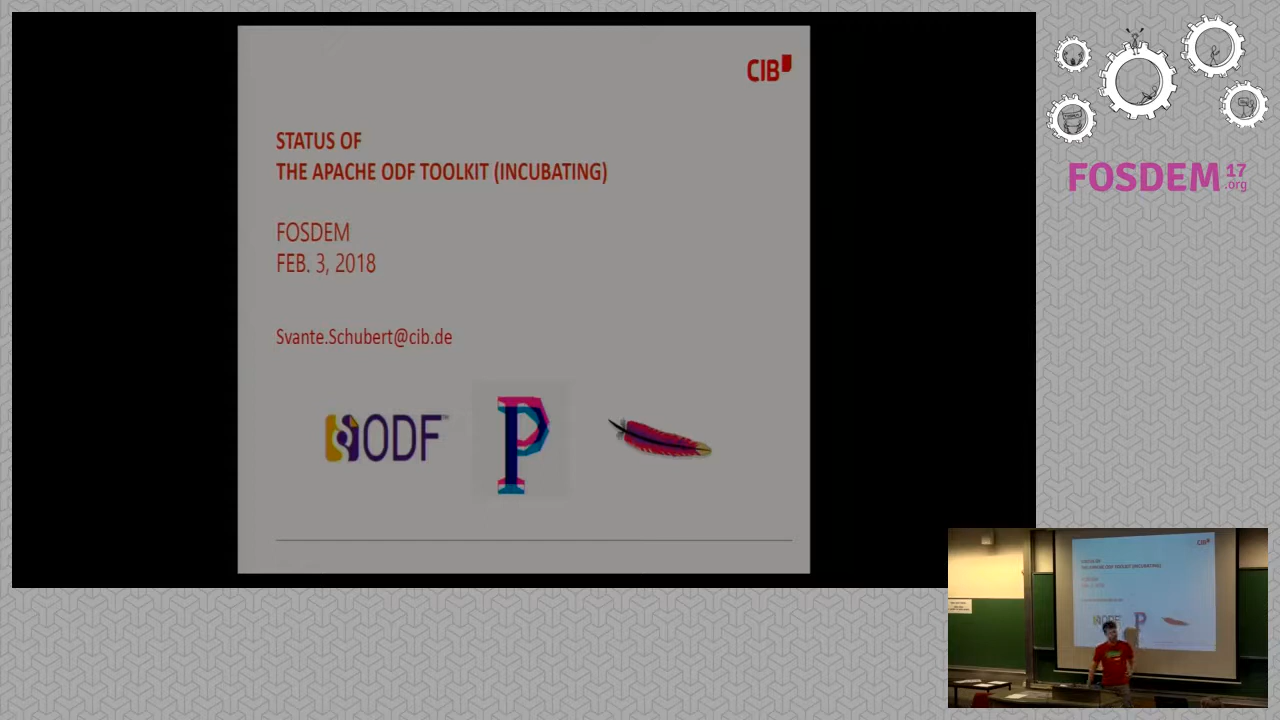 CIB
STATUS OF
THE APACHE ODF TOOLKIT (INCUBATING)
FOSDEM
FEB. 3, 2018
Svante.Schubert@cib.de
ODF
P
FOSDEM 17
.org